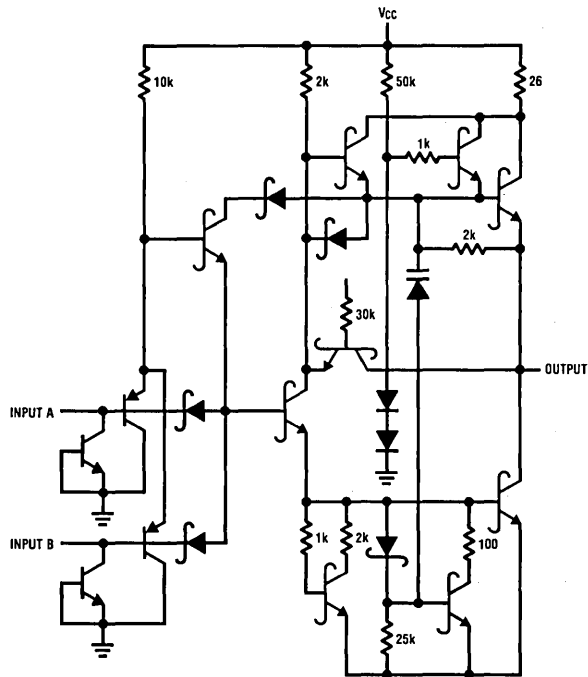 VCC
10k
2k
50k
26
1k
2k
30k
OUTPUT
INPUT A
INPUT B
1k
2k
100
25k